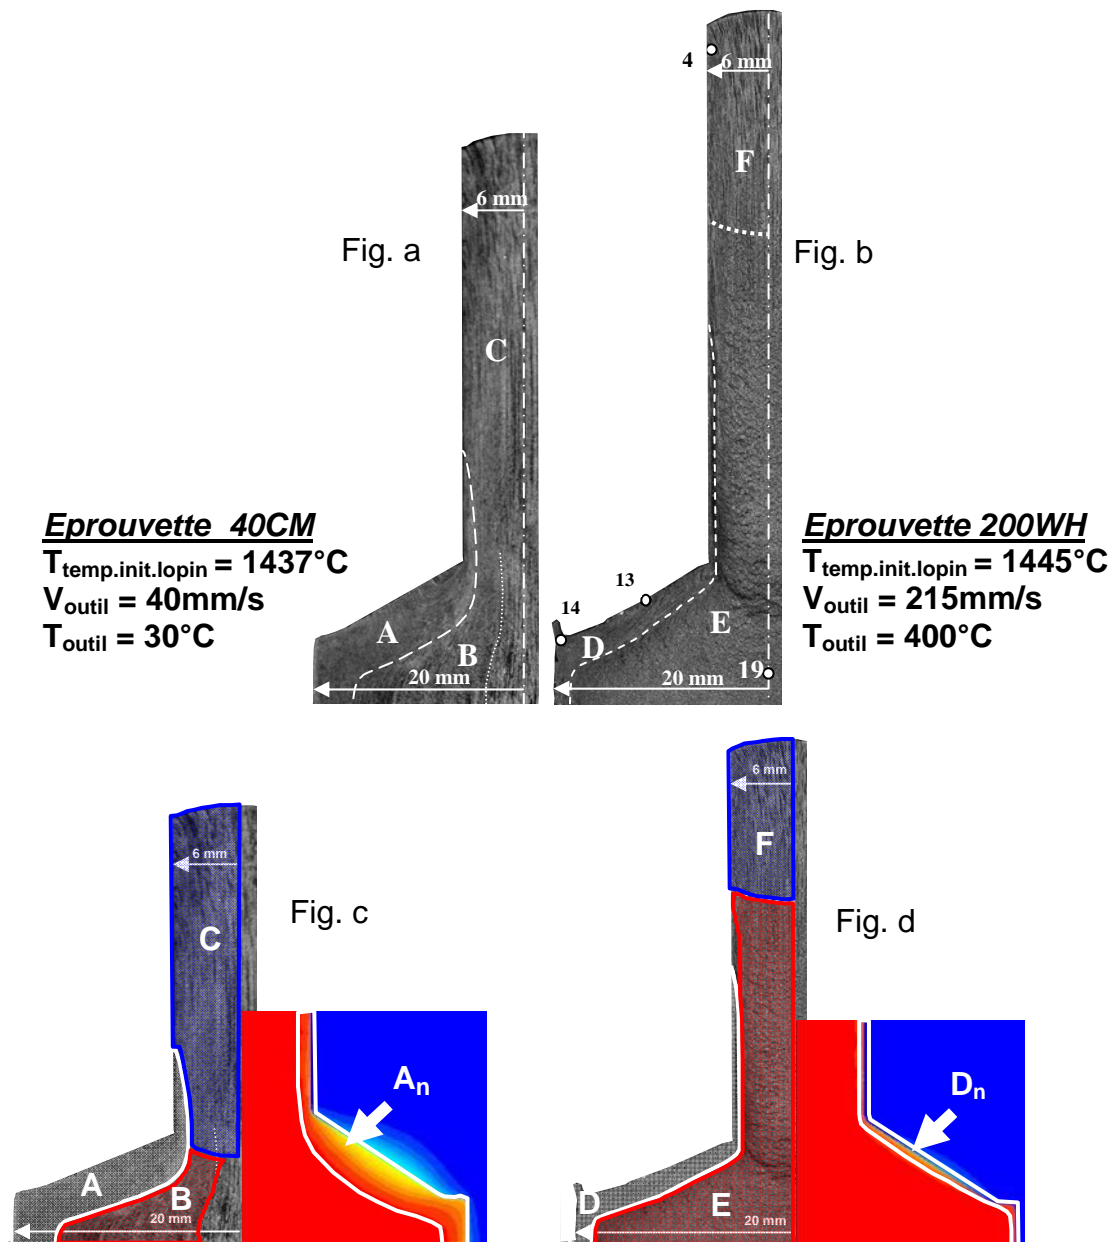 4
6 mm
F
6 mm
Fig. a
Fig. b
C
Eprouvette 40CM
Ttemp.init.lopin = 1437°C
Voutil = 40mm/s
Toutil = 30°C
A
B
20 mm
13
14
D
E
19
20 mm
Eprouvette 200WH
Ttemp.init.lopin = 1445°C
Voutil = 215mm/s
Toutil = 400°C
6 mm
C
Fig. c
An
A
B
20 mm
6 mm
F
Fig. d
Dn
D
E
20 mm